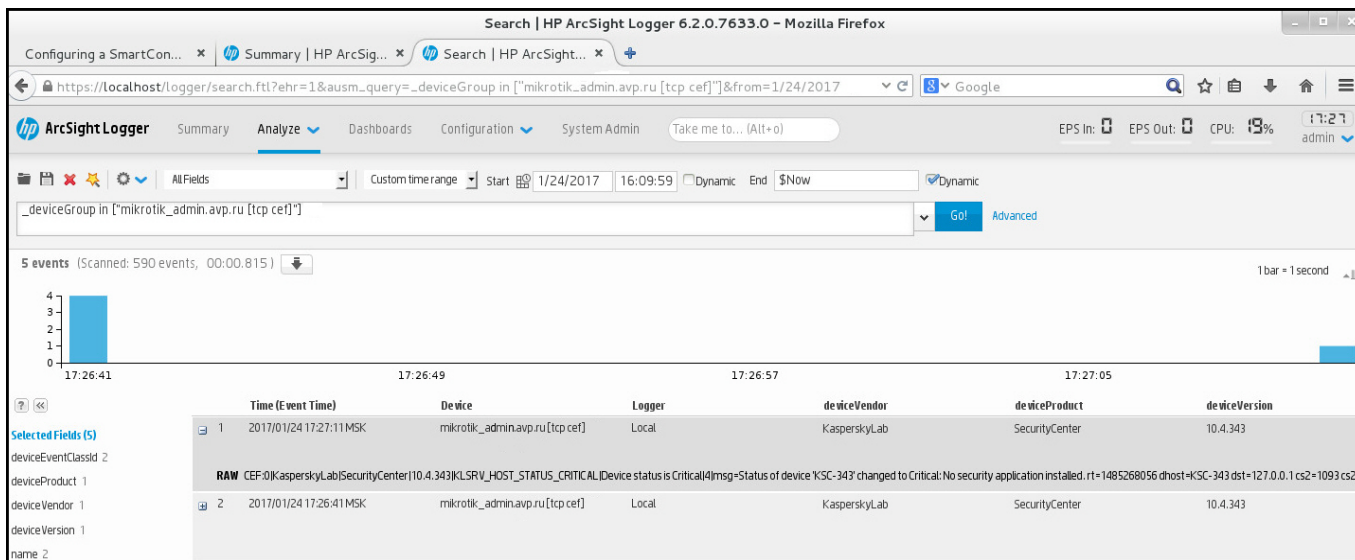 Search | HP ArcSight Logger 6.2.0.7633.0 – Mozilla Firefox
Configuring a SmartCon... × Summary | HP ArcSig... × Search | HP ArcSight... ×
https://localhost/logger/search.ftl?ehr=1&ausm_query=_deviceGroup in ["mikrotik_admin.avp.ru [tcp cef]"]&from=1/24/2017 Google
hp ArcSight Logger Summary Analyze Dashboards Configuration System Admin Take me to... (Alt+o) EPS In: 0 EPS Out: 0 CPU: 19% 17:27
admin
All Fields Custom time range Start 1/24/2017 16:09:59 Dynamic End $Now Dynamic
_deviceGroup in ["mikrotik_admin.avp.ru [tcp cef]"] Go! Advanced
5 events (Scanned: 590 events, 00:00.815) 1 bar = 1 second
4
3
2
1
0
17:26:41 17:26:49 17:26:57 17:27:05
Time (Event Time) Device Logger deviceVendor deviceProduct deviceVersion
Selected Fields (5) 1 2017/01/24 17:27:11 MSK mikrotik_admin.avp.ru [tcp cef] Local KasperskyLab SecurityCenter 10.4.343
deviceEventClassId 2
deviceProduct 1 RAW CEF:0|KasperskyLab|SecurityCenter|10.4.343|KLSRV_HOST_STATUS_CRITICAL|Device status is Critical|4|msg=Status of device 'KSC-343' changed to Critical: No security application installed. rt=1485268056 dhost=KSC-343 dst=127.0.0.1 cs2=1093 cs2
deviceVendor 1 2 2017/01/24 17:26:41 MSK mikrotik_admin.avp.ru [tcp cef] Local KasperskyLab SecurityCenter 10.4.343
deviceVersion 1
name 2